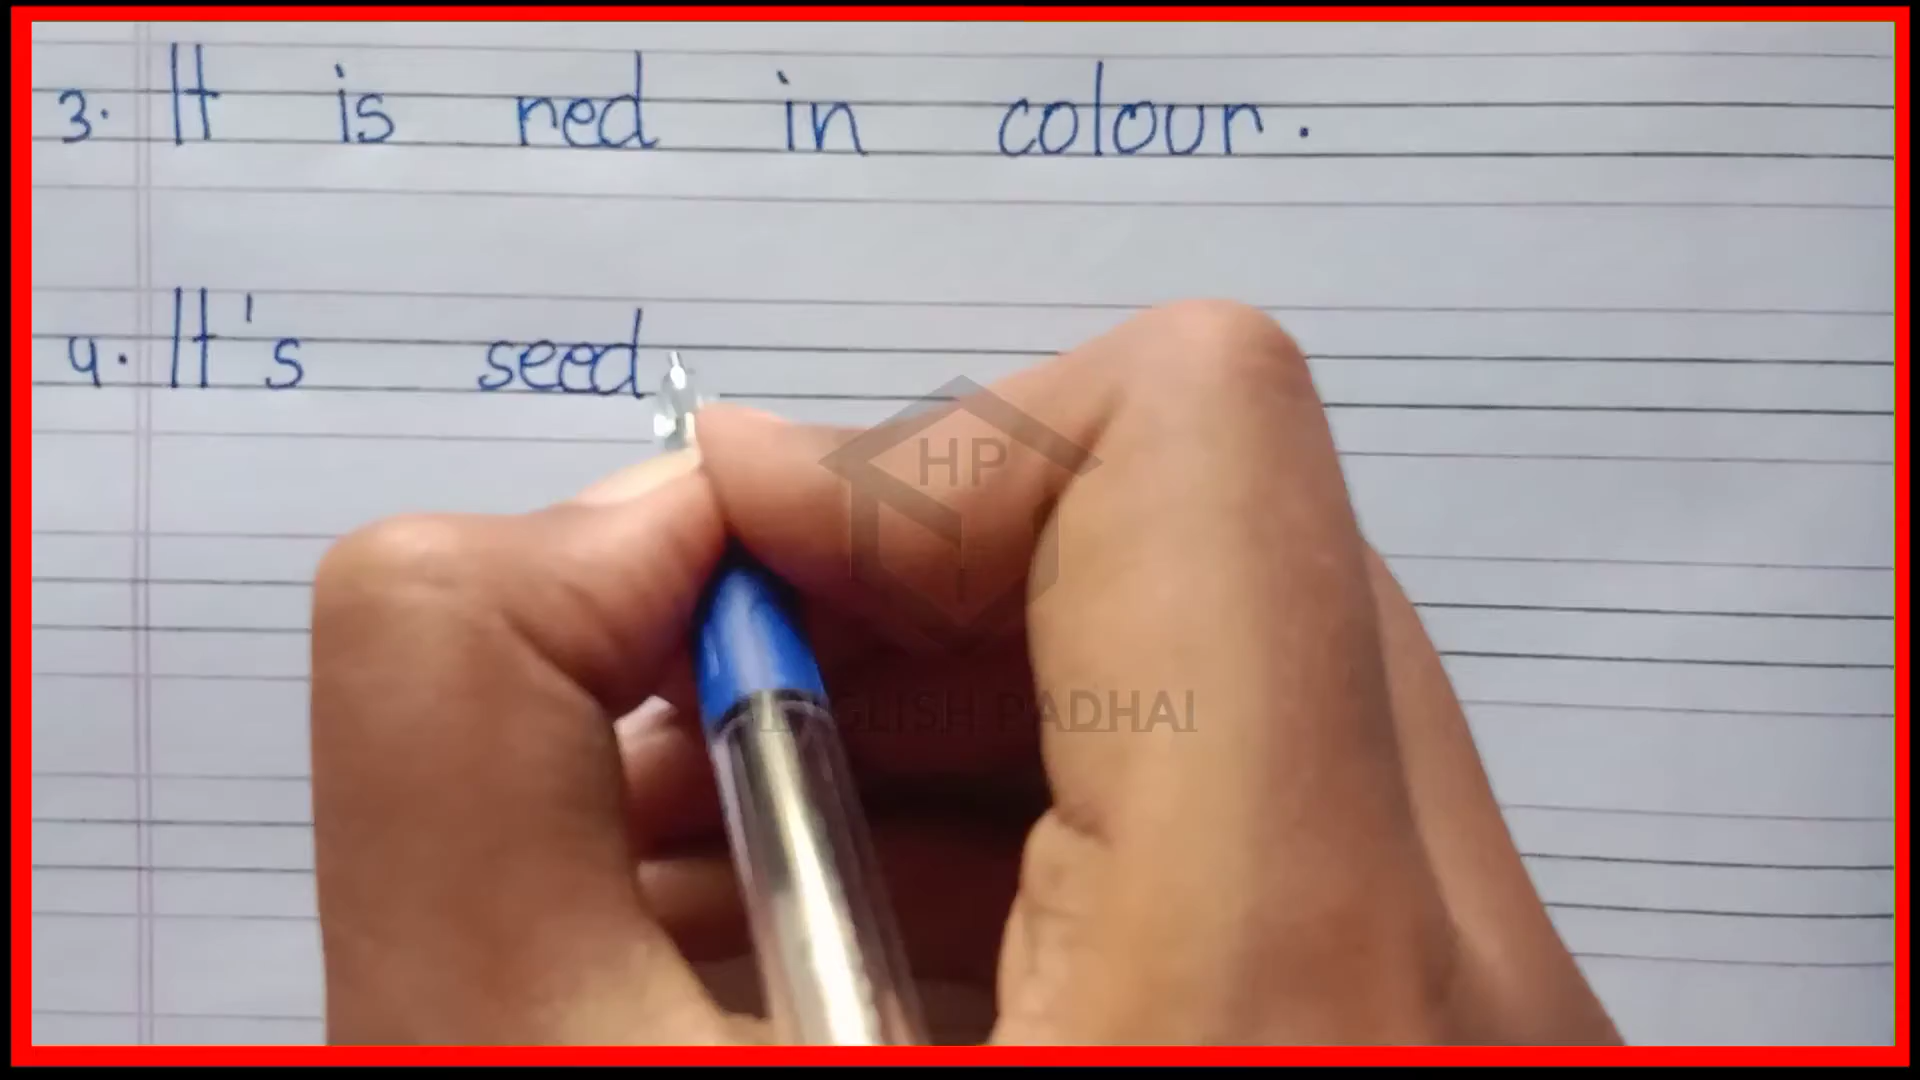 3. It is red in colour.
4. It's seed
HP
ENGLISH PADHAI